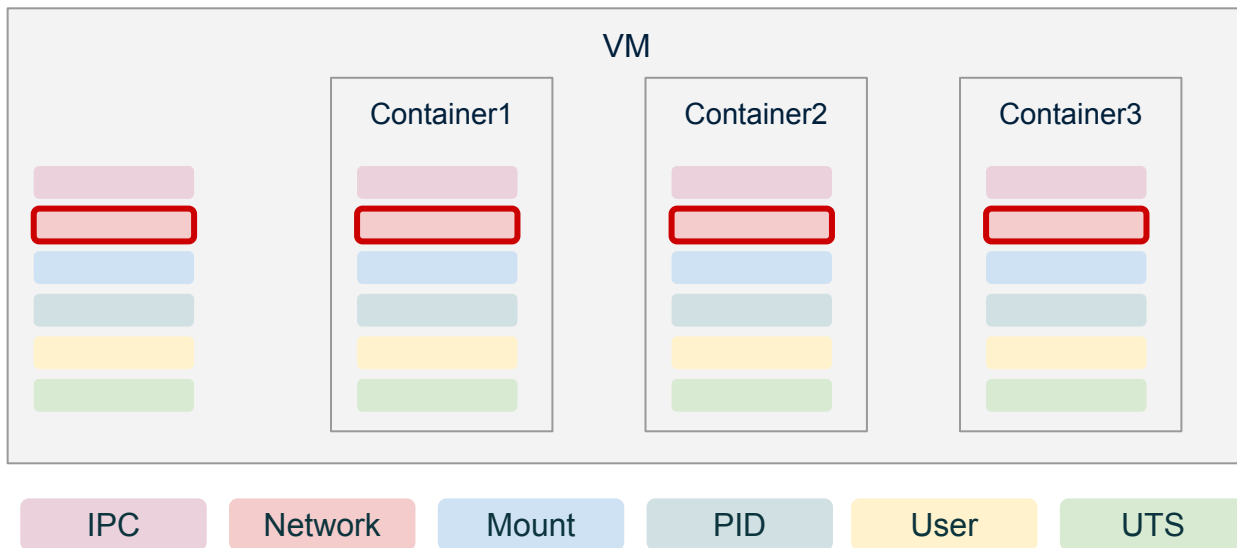 VM
Container1
Container2
Container3
IPC
Network
Mount
PID
User
UTS